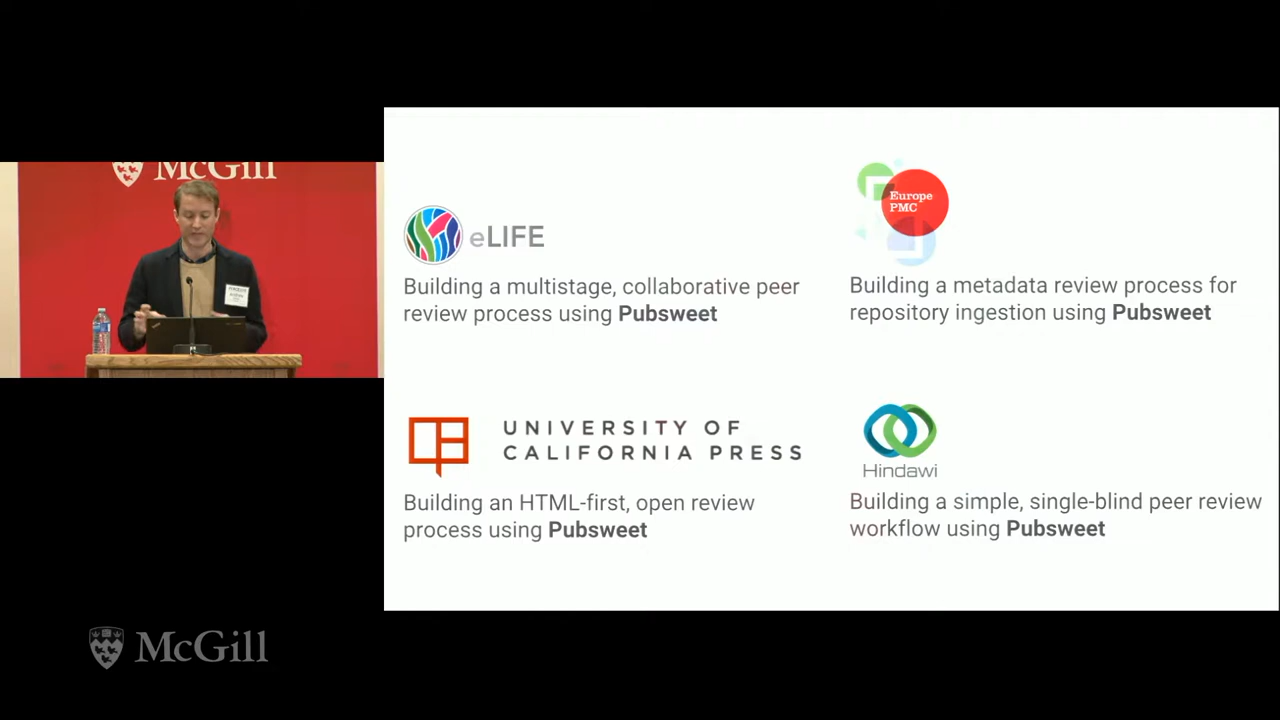 McGill
eLIFE
Building a multistage, collaborative peer
review process using Pubsweet
Europe
PMC
Building a metadata review process for
repository ingestion using Pubsweet
UNIVERSITY OF
CALIFORNIA PRESS
Building an HTML-first, open review
process using Pubsweet
Hindawi
Building a simple, single-blind peer review
workflow using Pubsweet
McGill